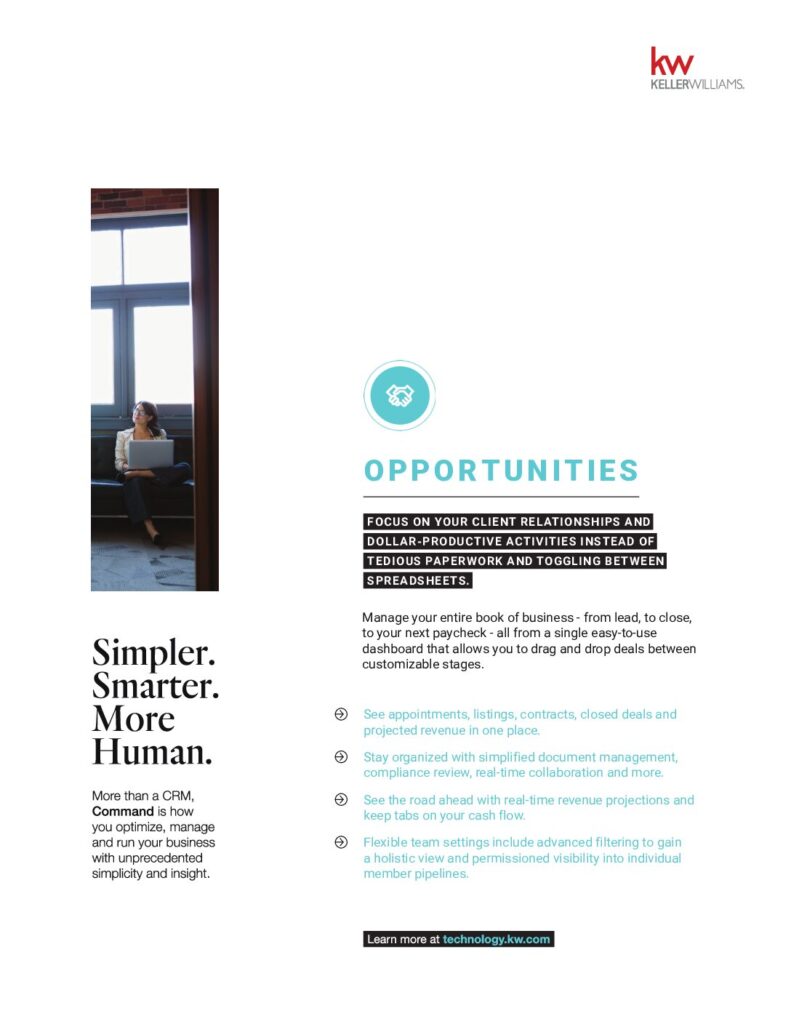 kw
KELLERWILLIAMS.
OPPORTUNITIES
FOCUS ON YOUR CLIENT RELATIONSHIPS AND
DOLLAR-PRODUCTIVE ACTIVITIES INSTEAD OF
TEDIOUS PAPERWORK AND TOGGLING BETWEEN
SPREADSHEETS.
Manage your entire book of business - from lead, to close,
to your next paycheck - all from a single easy-to-use
dashboard that allows you to drag and drop deals between
customizable stages.
See appointments, listings, contracts, closed deals and
projected revenue in one place.
Stay organized with simplified document management,
compliance review, real-time collaboration and more.
See the road ahead with real-time revenue projections and
keep tabs on your cash flow.
Flexible team settings include advanced filtering to gain
a holistic view and permissioned visibility into individual
member pipelines.
Learn more at technology.kw.com
Simpler.
Smarter.
More
Human.
More than a CRM,
Command is how
you optimize, manage
and run your business
with unprecedented
simplicity and insight.